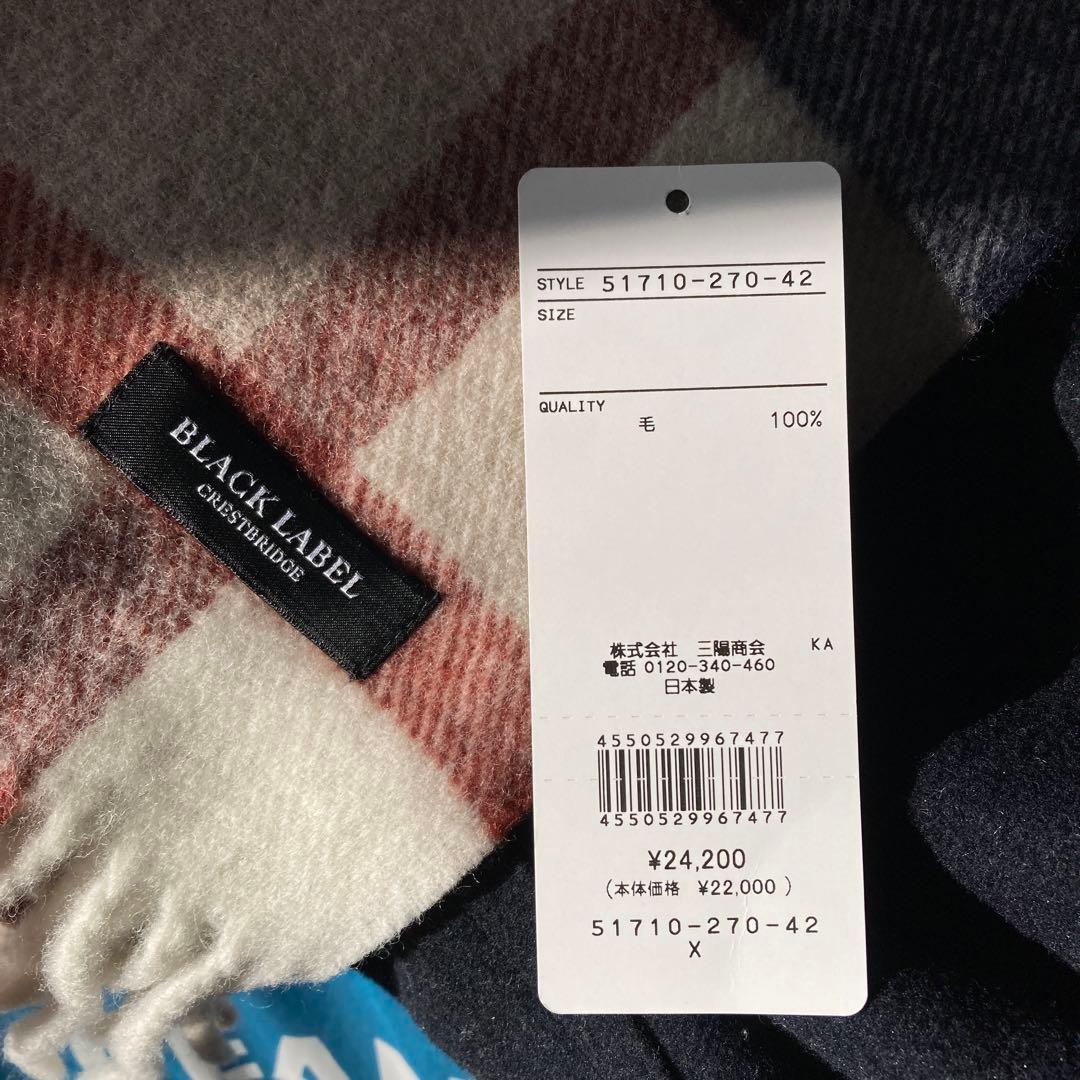 BLACK LABEL
CRESTBRIDGE
STYLE 51710-270-42
SIZE
QUALITY
毛 100%
株式会社 三陽商会 KA
電話 0120-340-460
日本製
4550529967477
4550529967477
¥24,200
(本体価格 ¥22,000 )
51710-270-42
X